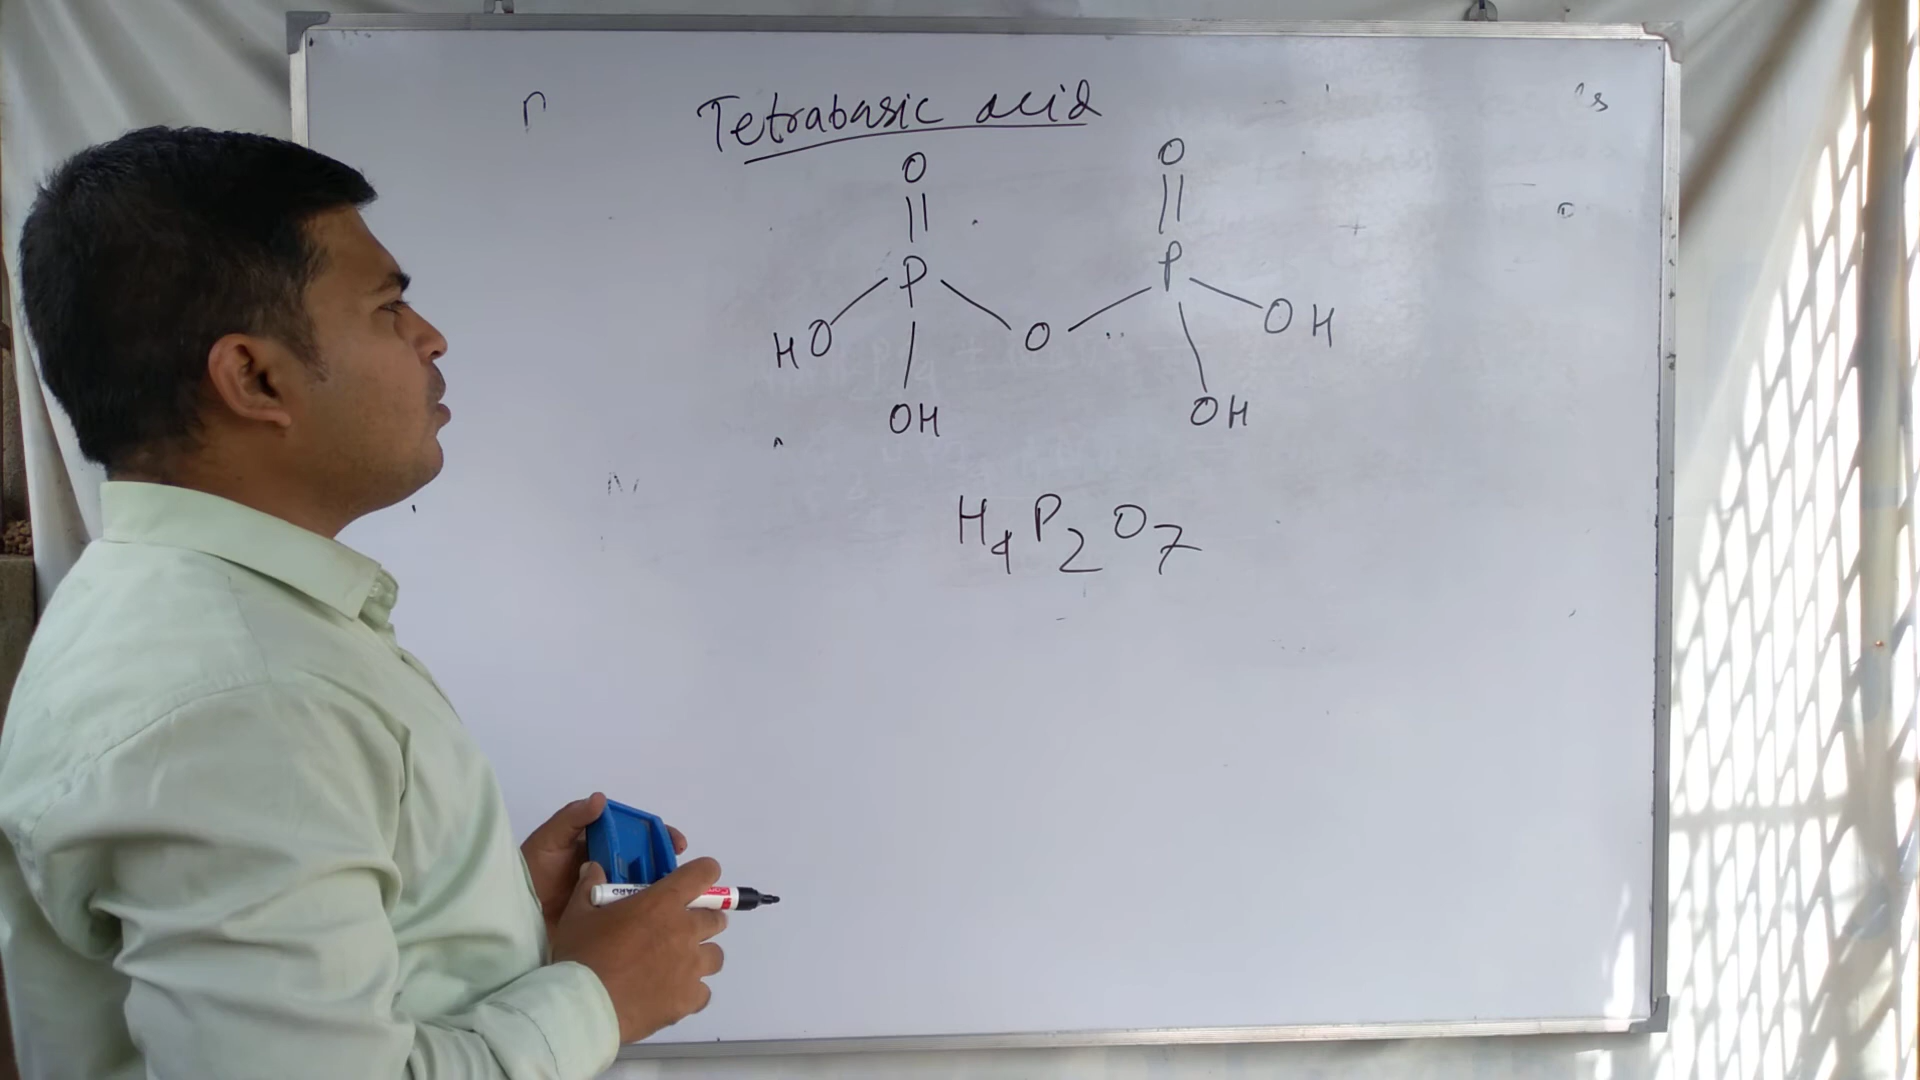 Tetrabasic acid
O O
|| ||
P P
HO O OH
OH OH
H4P2O7